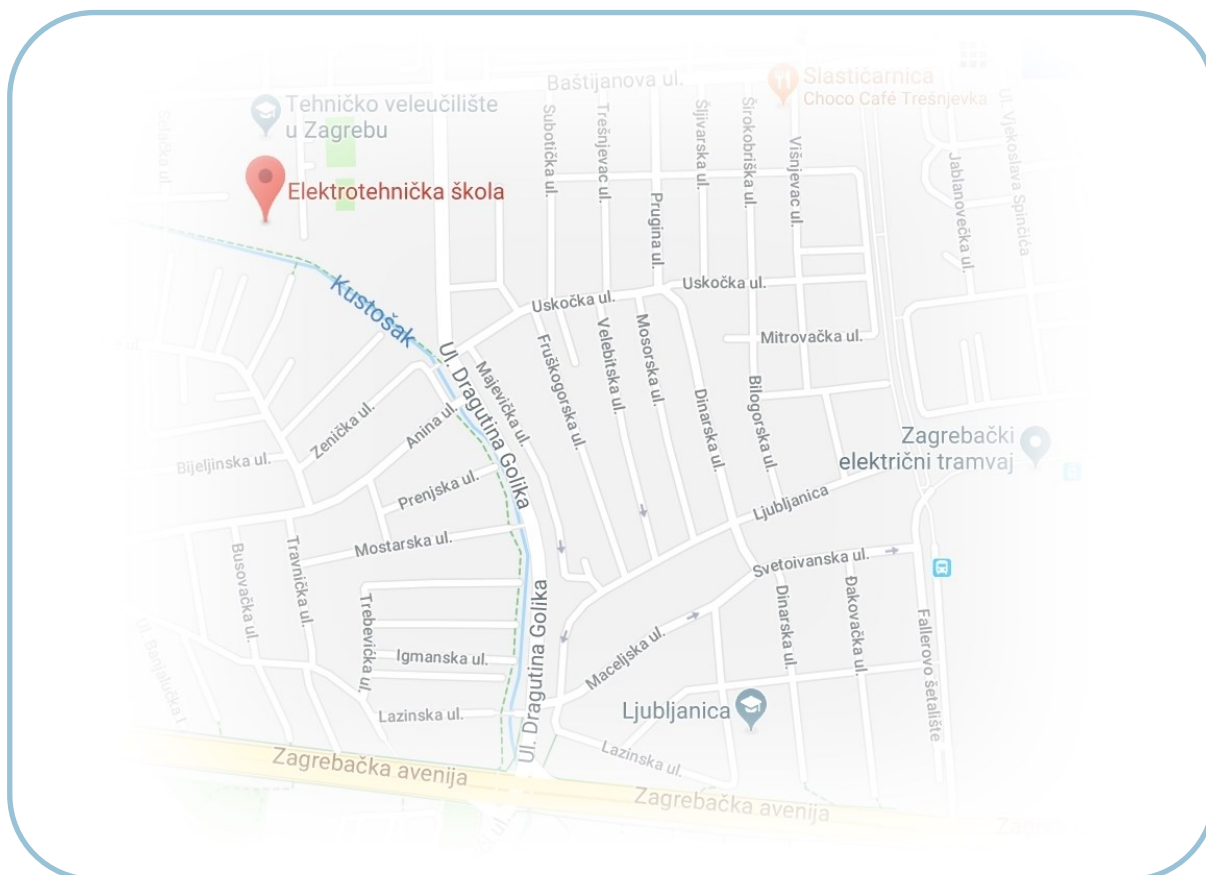 Baštijanova ul.
Slastičarnica
Choco Café Trešnjevka
Tehničko veleučilište
u Zagrebu
Elektrotehnička škola
Subotička ul.
Trešnjevac ul.
Prugina ul.
Šljivarska ul.
Širokobriška ul.
Višnjevac ul.
Jablanovečka ul.
Ul. Vjekoslava Spinčića
Kustošak
Uskočka ul.
Uskočka ul.
Mitrovačka ul.
Ul. Dragutina Golika
Majevička ul.
Fruškogorska ul.
Velebitska ul.
Mosorska ul.
Dinarska ul.
Bilogorska ul.
Zenička ul.
Anina ul.
Bijeljinska ul.
Prenjska ul.
Mostarska ul.
Zagrebački
električni tramvaj
Ljubljanica
Svetoivanska ul.
Busovačka ul.
Travnička ul.
Trebevićka ul.
Igmanska ul.
Lazinska ul.
Ul. Dragutina Golika
Maceljska ul.
Dinarska ul.
Đakovačka ul.
Fallerovo šetalište
Ul. Banjolučka
Ljubljanica
Lazinska ul.
Zagrebačka avenija
Zagrebačka avenija